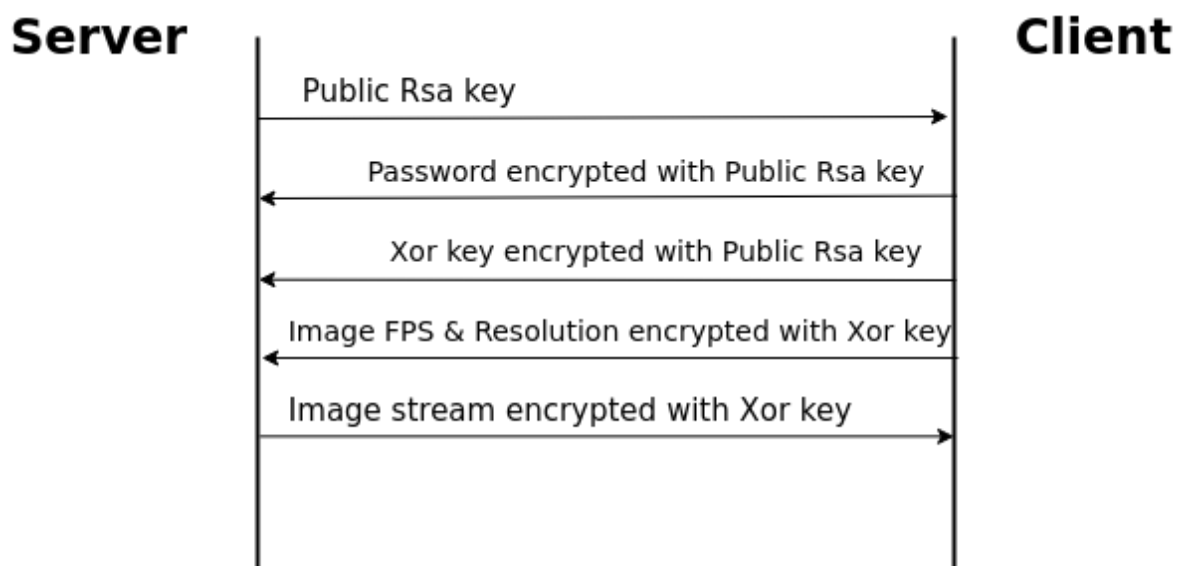 Server
Client
Public Rsa key
Password encrypted with Public Rsa key
Xor key encrypted with Public Rsa key
Image FPS & Resolution encrypted with Xor key
Image stream encrypted with Xor key